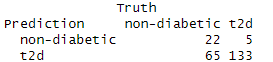 Truth
Prediction non-diabetic t2d
non-diabetic 22 5
t2d 65 133